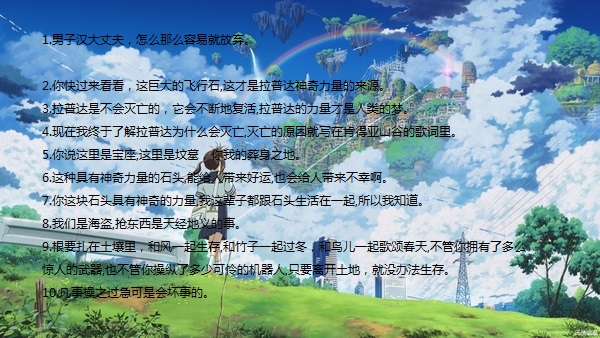 1.男子汉大丈夫，怎么那么容易就放弃。
2.你快过来看看，这巨大的飞行石,这才是拉普达神奇力量的来源。
3.拉普达是不会灭亡的，它会不断地复活,拉普达的力量才是人类的梦。
4.现在我终于了解拉普达为什么会灭亡,灭亡的原因就写在肯得亚山谷的歌词里。
5.你说这里是宝座,这里是坟墓，你我的葬身之地。
6.这种具有神奇力量的石头,能给人带来好运,也会给人带来不幸啊。
7.你这块石头具有神奇的力量,我这辈子都跟石头生活在一起,所以我知道。
8.我们是海盗,抢东西是天经地义的事。
9.根要扎在土壤里，和风一起生存,和竹子一起过冬，和鸟儿一起歌颂春天,不管你拥有了多么
惊人的武器,也不管你操纵了多少可怜的机器人,只要离开土地，就没办法生存。
10.凡事操之过急可是会坏事的。